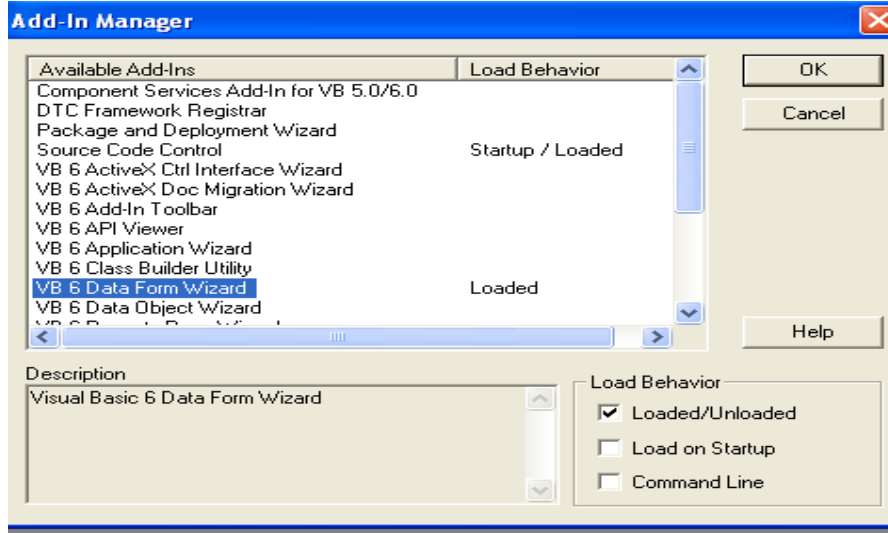 Add-In Manager
Available Add-Ins Load Behavior
Component Services Add-In for VB 5.0/6.0
DTC Framework Registrar
Package and Deployment Wizard
Source Code Control Startup / Loaded
VB 6 ActiveX Ctrl Interface Wizard
VB 6 ActiveX Doc Migration Wizard
VB 6 Add-In Toolbar
VB 6 API Viewer
VB 6 Application Wizard
VB 6 Class Builder Utility
VB 6 Data Form Wizard Loaded
VB 6 Data Object Wizard
OK
Cancel
Help
Description
Visual Basic 6 Data Form Wizard
Load Behavior
Loaded/Unloaded
Load on Startup
Command Line